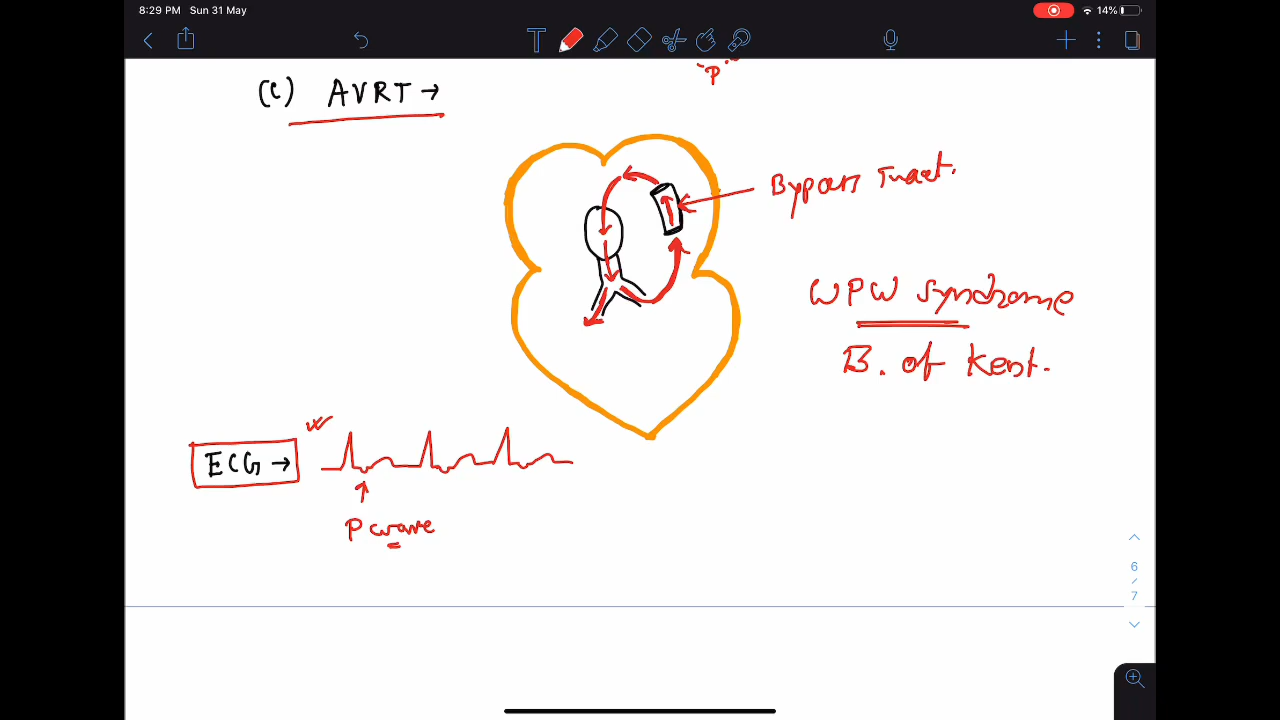 8:29 PM Sun 31 May
14%
T
"P"
(C) AVRT →
Bypass Tract.
WPW syndrome
B. of Kent.
ECG →
P wave
6
/
7